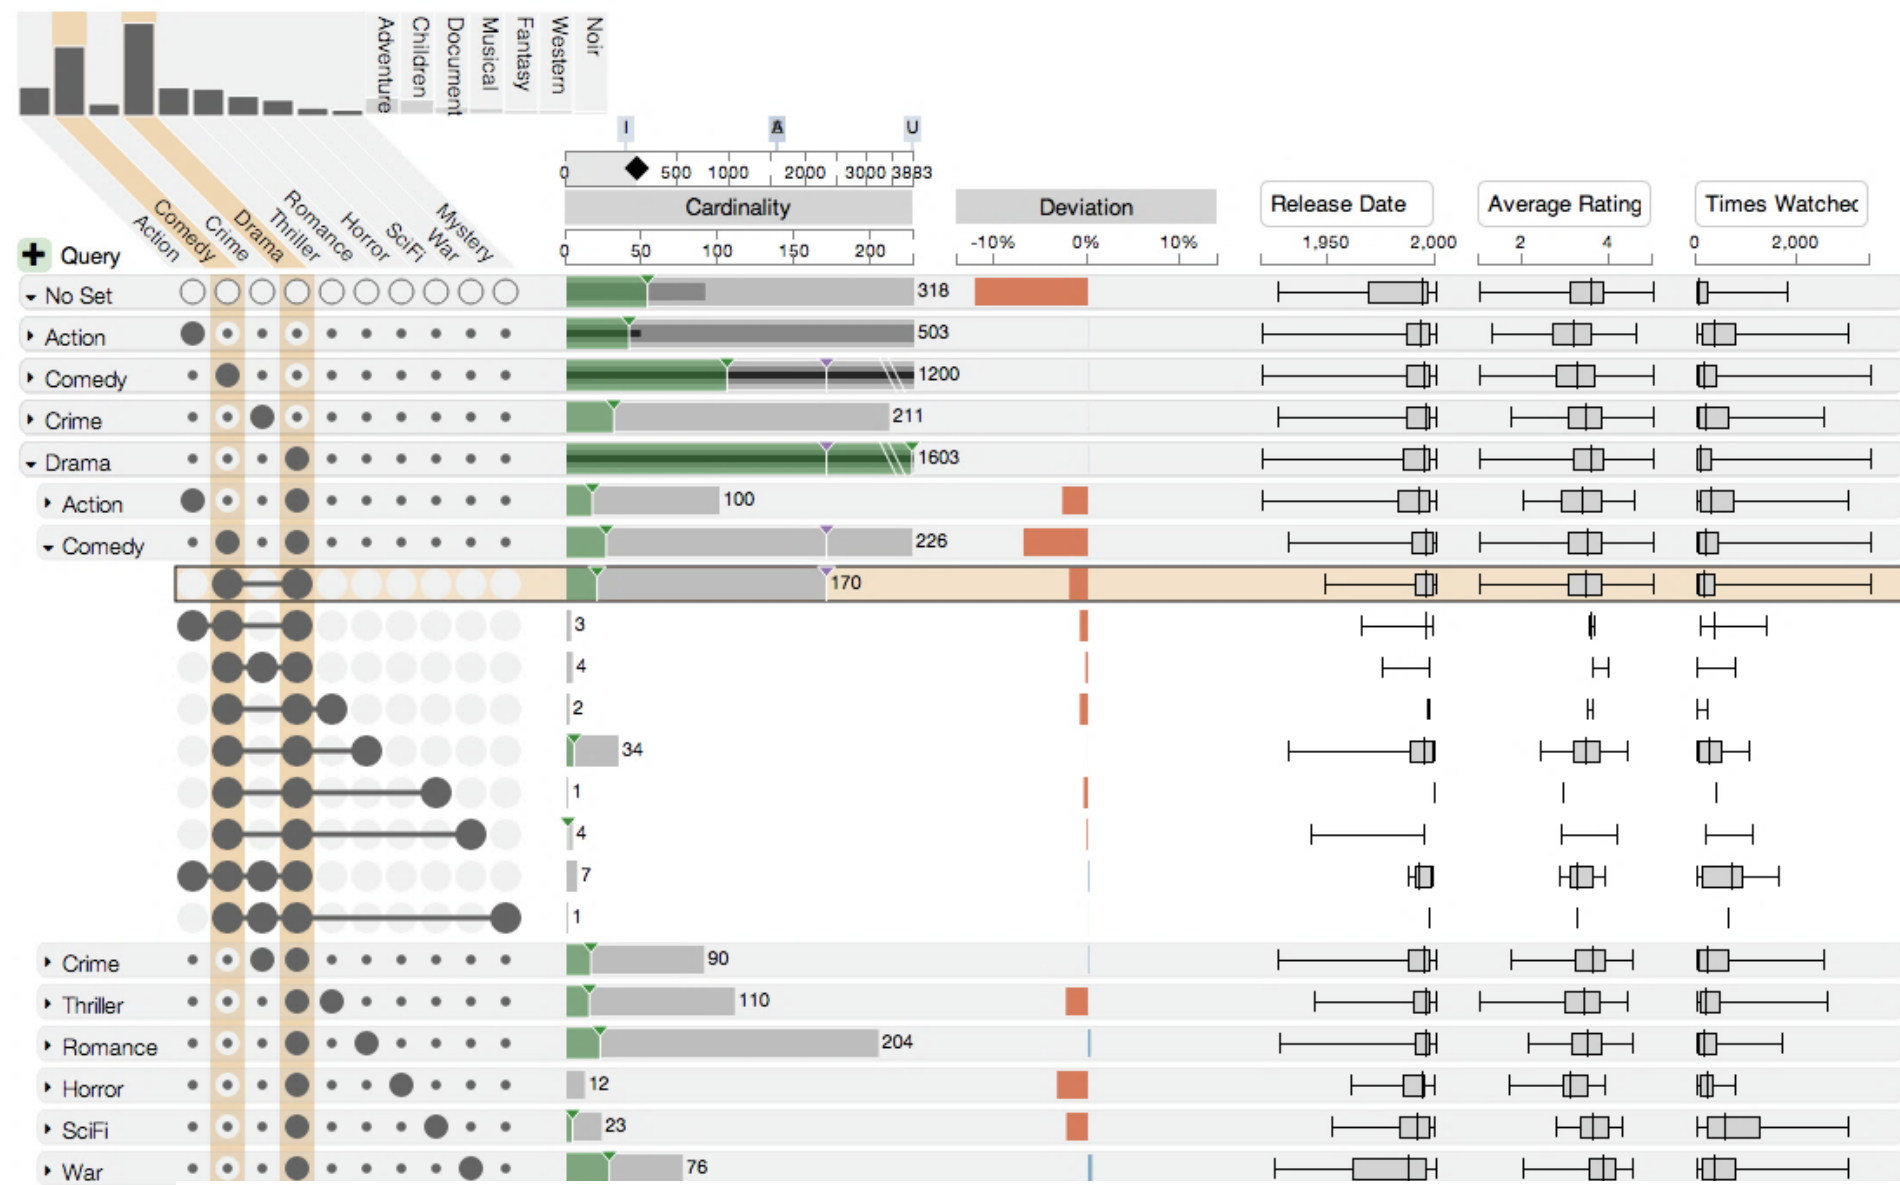 Adventure
Children
Document
Musical
Fantasy
Western
Noir
I
U
0 500 1000 2000 3000 3883
Action
Comedy
Crime
Drama
Thriller
Romance
Horror
SciFi
War
Mystery
Query
Cardinality Deviation Release Date Average Rating Times Watched
0 50 100 150 200 -10% 0% 10% 1,950 2,000 2 4 0 2,000
No Set 318
Action 503
Comedy 1200
Crime 211
Drama 1603
Action 100
Comedy 226
170
3
4
2
34
1
4
7
1
Crime 90
Thriller 110
Romance 204
Horror 12
SciFi 23
War 76